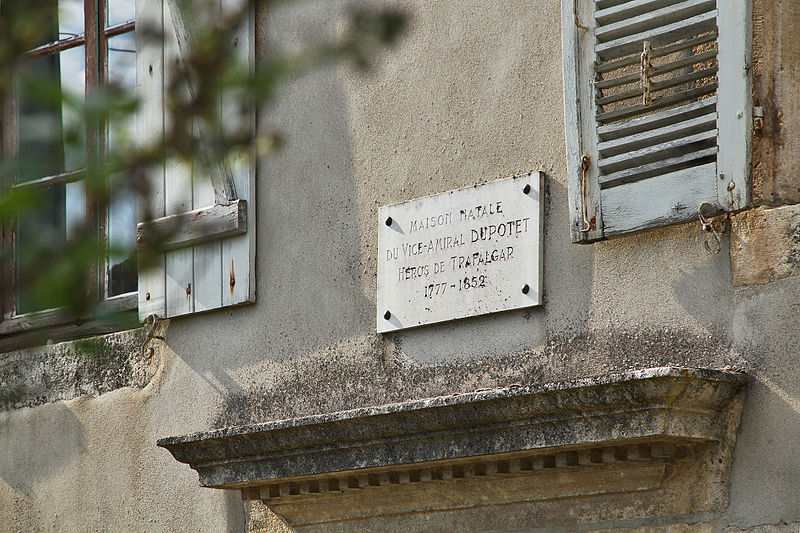 MAISON NATALE
DU VICE-AMIRAL DUPOTET
HÉROS DE TRAFALGAR
1777-1852